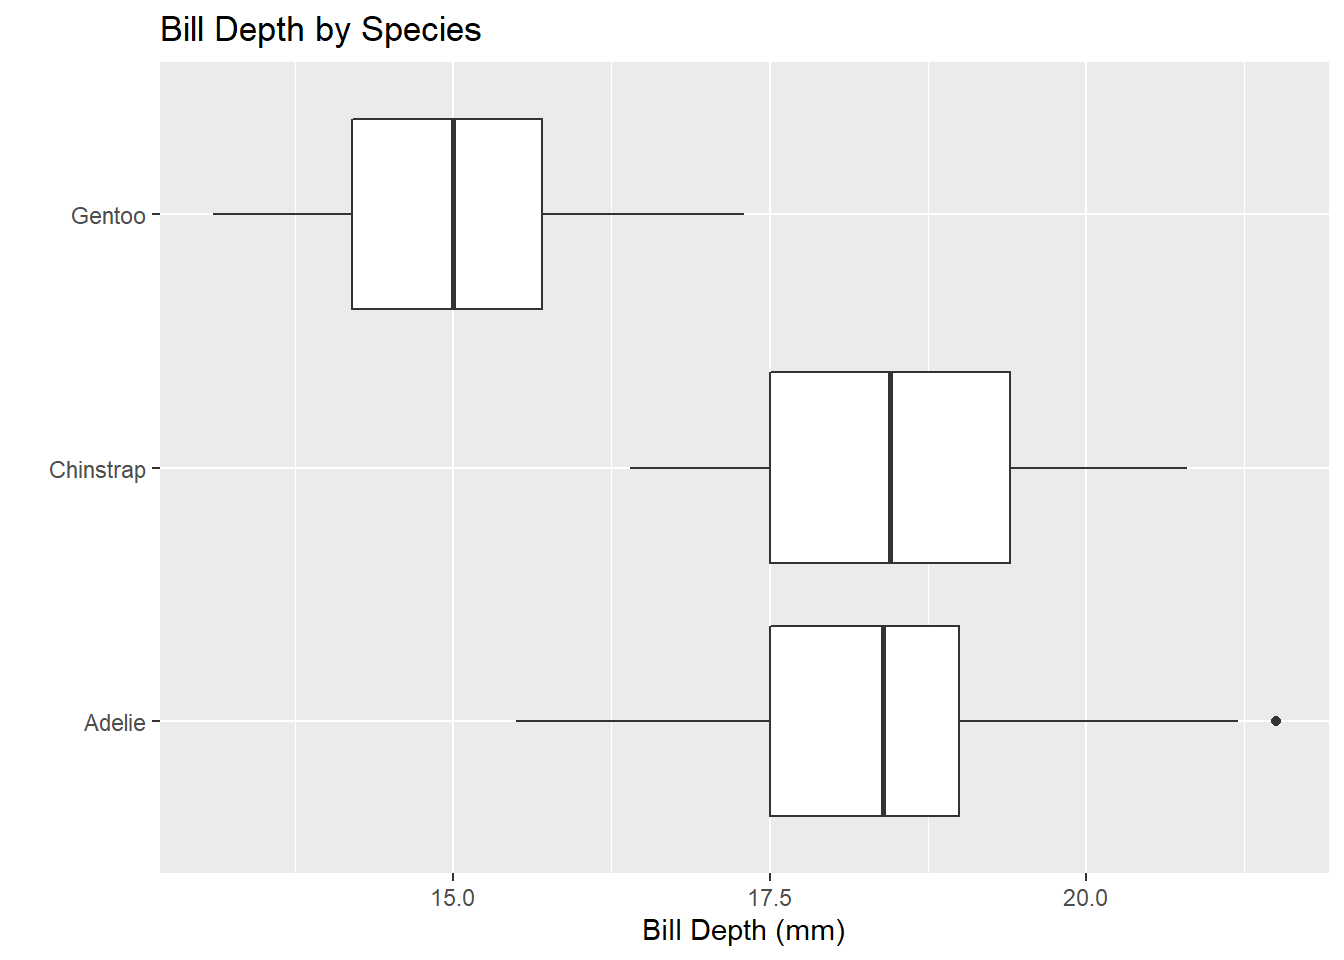 Bill Depth by Species
Gentoo
Chinstrap
Adelie
15.0 17.5 20.0
Bill Depth (mm)